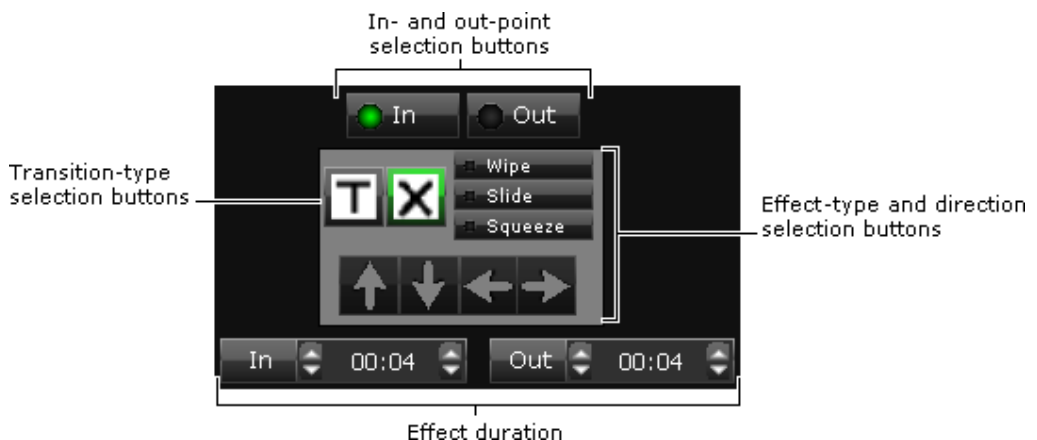 In- and out-point
selection buttons
In
Out
Transition-type
selection buttons
T
X
Wipe
Slide
Squeeze
Effect-type and direction
selection buttons
In
00:04
Out
00:04
Effect duration